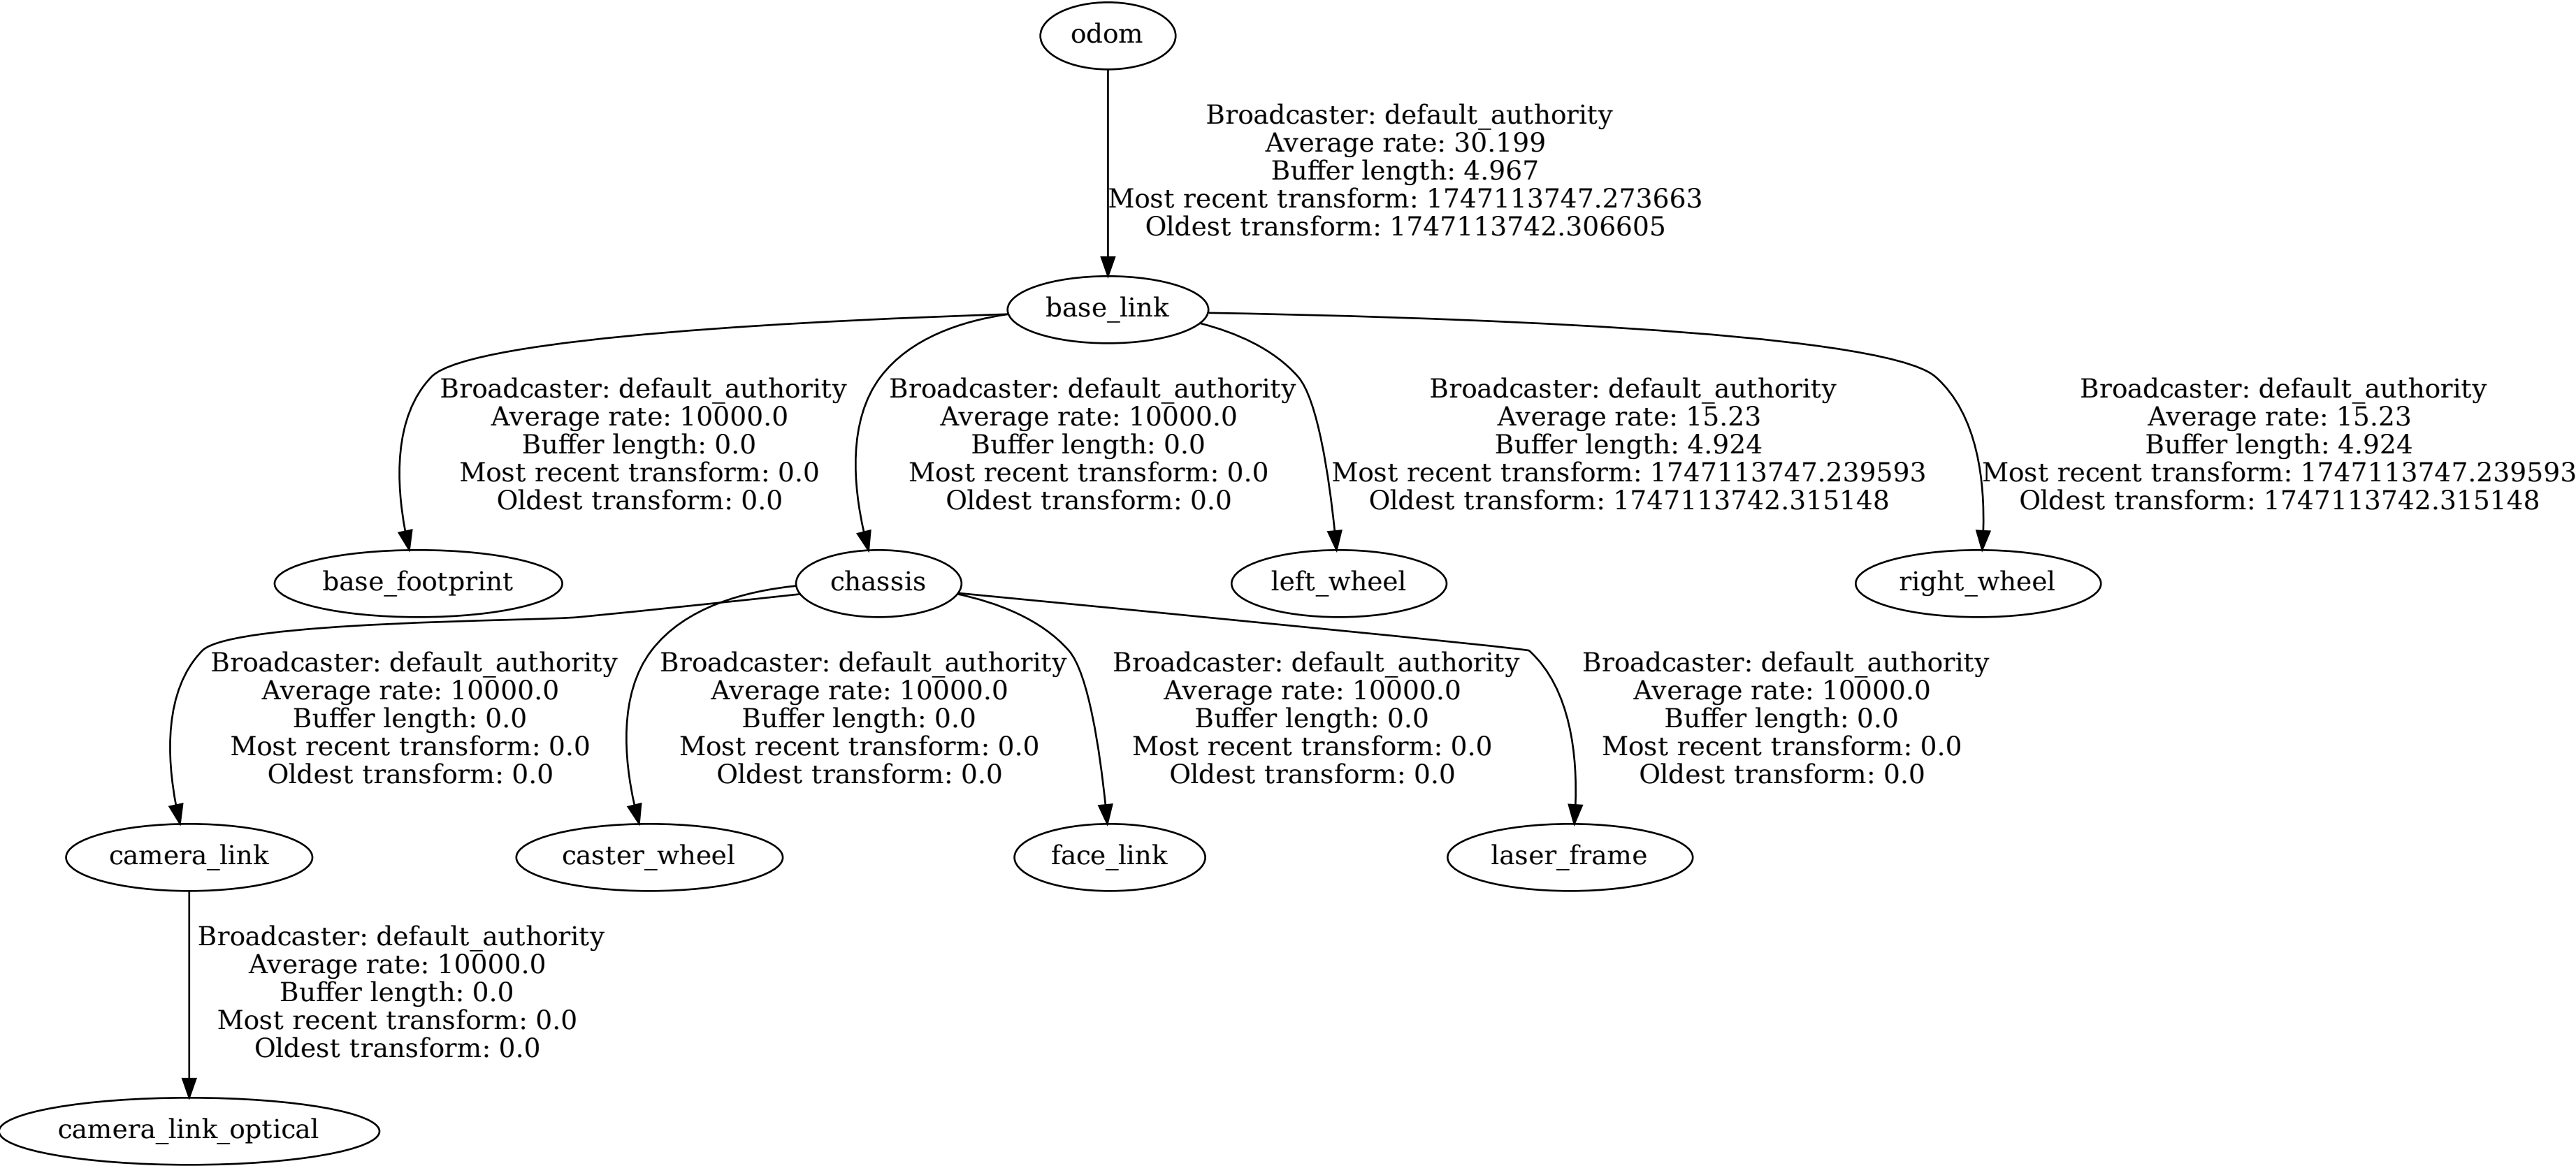 odom
Broadcaster: default_authority
Average rate: 30.199
Buffer length: 4.967
Most recent transform: 1747113747.273663
Oldest transform: 1747113742.306605
base_link
Broadcaster: default_authority
Average rate: 10000.0
Buffer length: 0.0
Most recent transform: 0.0
Oldest transform: 0.0
Broadcaster: default_authority
Average rate: 10000.0
Buffer length: 0.0
Most recent transform: 0.0
Oldest transform: 0.0
Broadcaster: default_authority
Average rate: 15.23
Buffer length: 4.924
Most recent transform: 1747113747.239593
Oldest transform: 1747113742.315148
Broadcaster: default_authority
Average rate: 15.23
Buffer length: 4.924
Most recent transform: 1747113747.239593
Oldest transform: 1747113742.315148
base_footprint
chassis
left_wheel
right_wheel
Broadcaster: default_authority
Average rate: 10000.0
Buffer length: 0.0
Most recent transform: 0.0
Oldest transform: 0.0
Broadcaster: default_authority
Average rate: 10000.0
Buffer length: 0.0
Most recent transform: 0.0
Oldest transform: 0.0
Broadcaster: default_authority
Average rate: 10000.0
Buffer length: 0.0
Most recent transform: 0.0
Oldest transform: 0.0
Broadcaster: default_authority
Average rate: 10000.0
Buffer length: 0.0
Most recent transform: 0.0
Oldest transform: 0.0
camera_link
caster_wheel
face_link
laser_frame
Broadcaster: default_authority
Average rate: 10000.0
Buffer length: 0.0
Most recent transform: 0.0
Oldest transform: 0.0
camera_link_optical